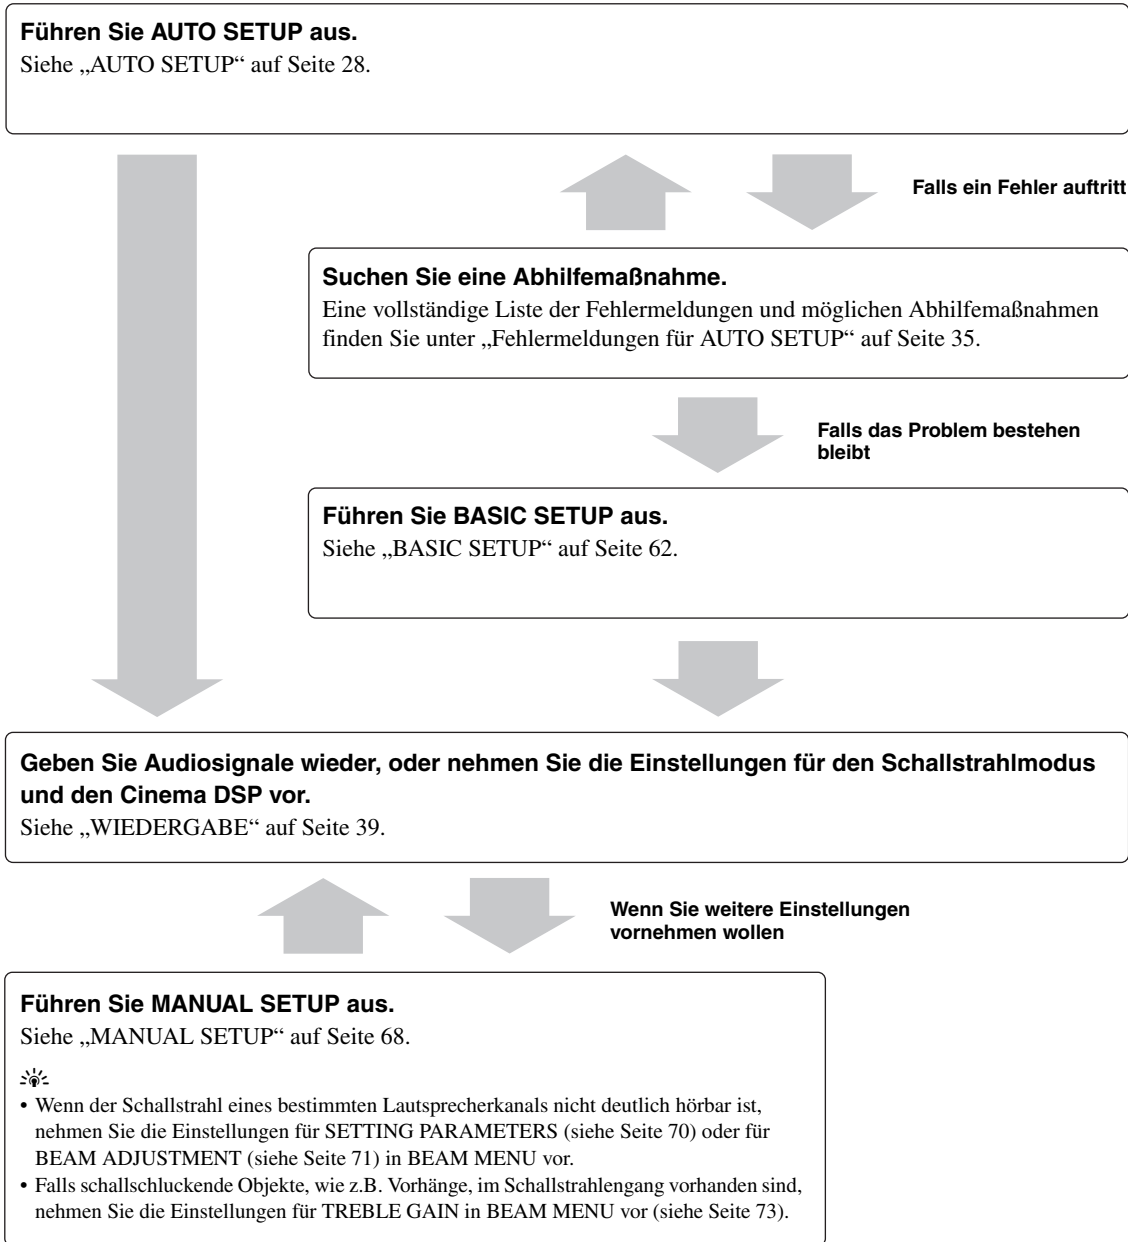 Führen Sie AUTO SETUP aus.
Siehe „AUTO SETUP“ auf Seite 28.
Falls ein Fehler auftritt
Suchen Sie eine Abhilfemaßnahme.
Eine vollständige Liste der Fehlermeldungen und möglichen Abhilfemaßnahmen
finden Sie unter „Fehlermeldungen für AUTO SETUP“ auf Seite 35.
Falls das Problem bestehen
bleibt
Führen Sie BASIC SETUP aus.
Siehe „BASIC SETUP“ auf Seite 62.
Geben Sie Audiosignale wieder, oder nehmen Sie die Einstellungen für den Schallstrahlmodus
und den Cinema DSP vor.
Siehe „WIEDERGABE“ auf Seite 39.
Wenn Sie weitere Einstellungen
vornehmen wollen
Führen Sie MANUAL SETUP aus.
Siehe „MANUAL SETUP“ auf Seite 68.
• Wenn der Schallstrahl eines bestimmten Lautsprecherkanals nicht deutlich hörbar ist,
nehmen Sie die Einstellungen für SETTING PARAMETERS (siehe Seite 70) oder für
BEAM ADJUSTMENT (siehe Seite 71) in BEAM MENU vor.
• Falls schallschluckende Objekte, wie z.B. Vorhänge, im Schallstrahlengang vorhanden sind,
nehmen Sie die Einstellungen für TREBLE GAIN in BEAM MENU vor (siehe Seite 73).